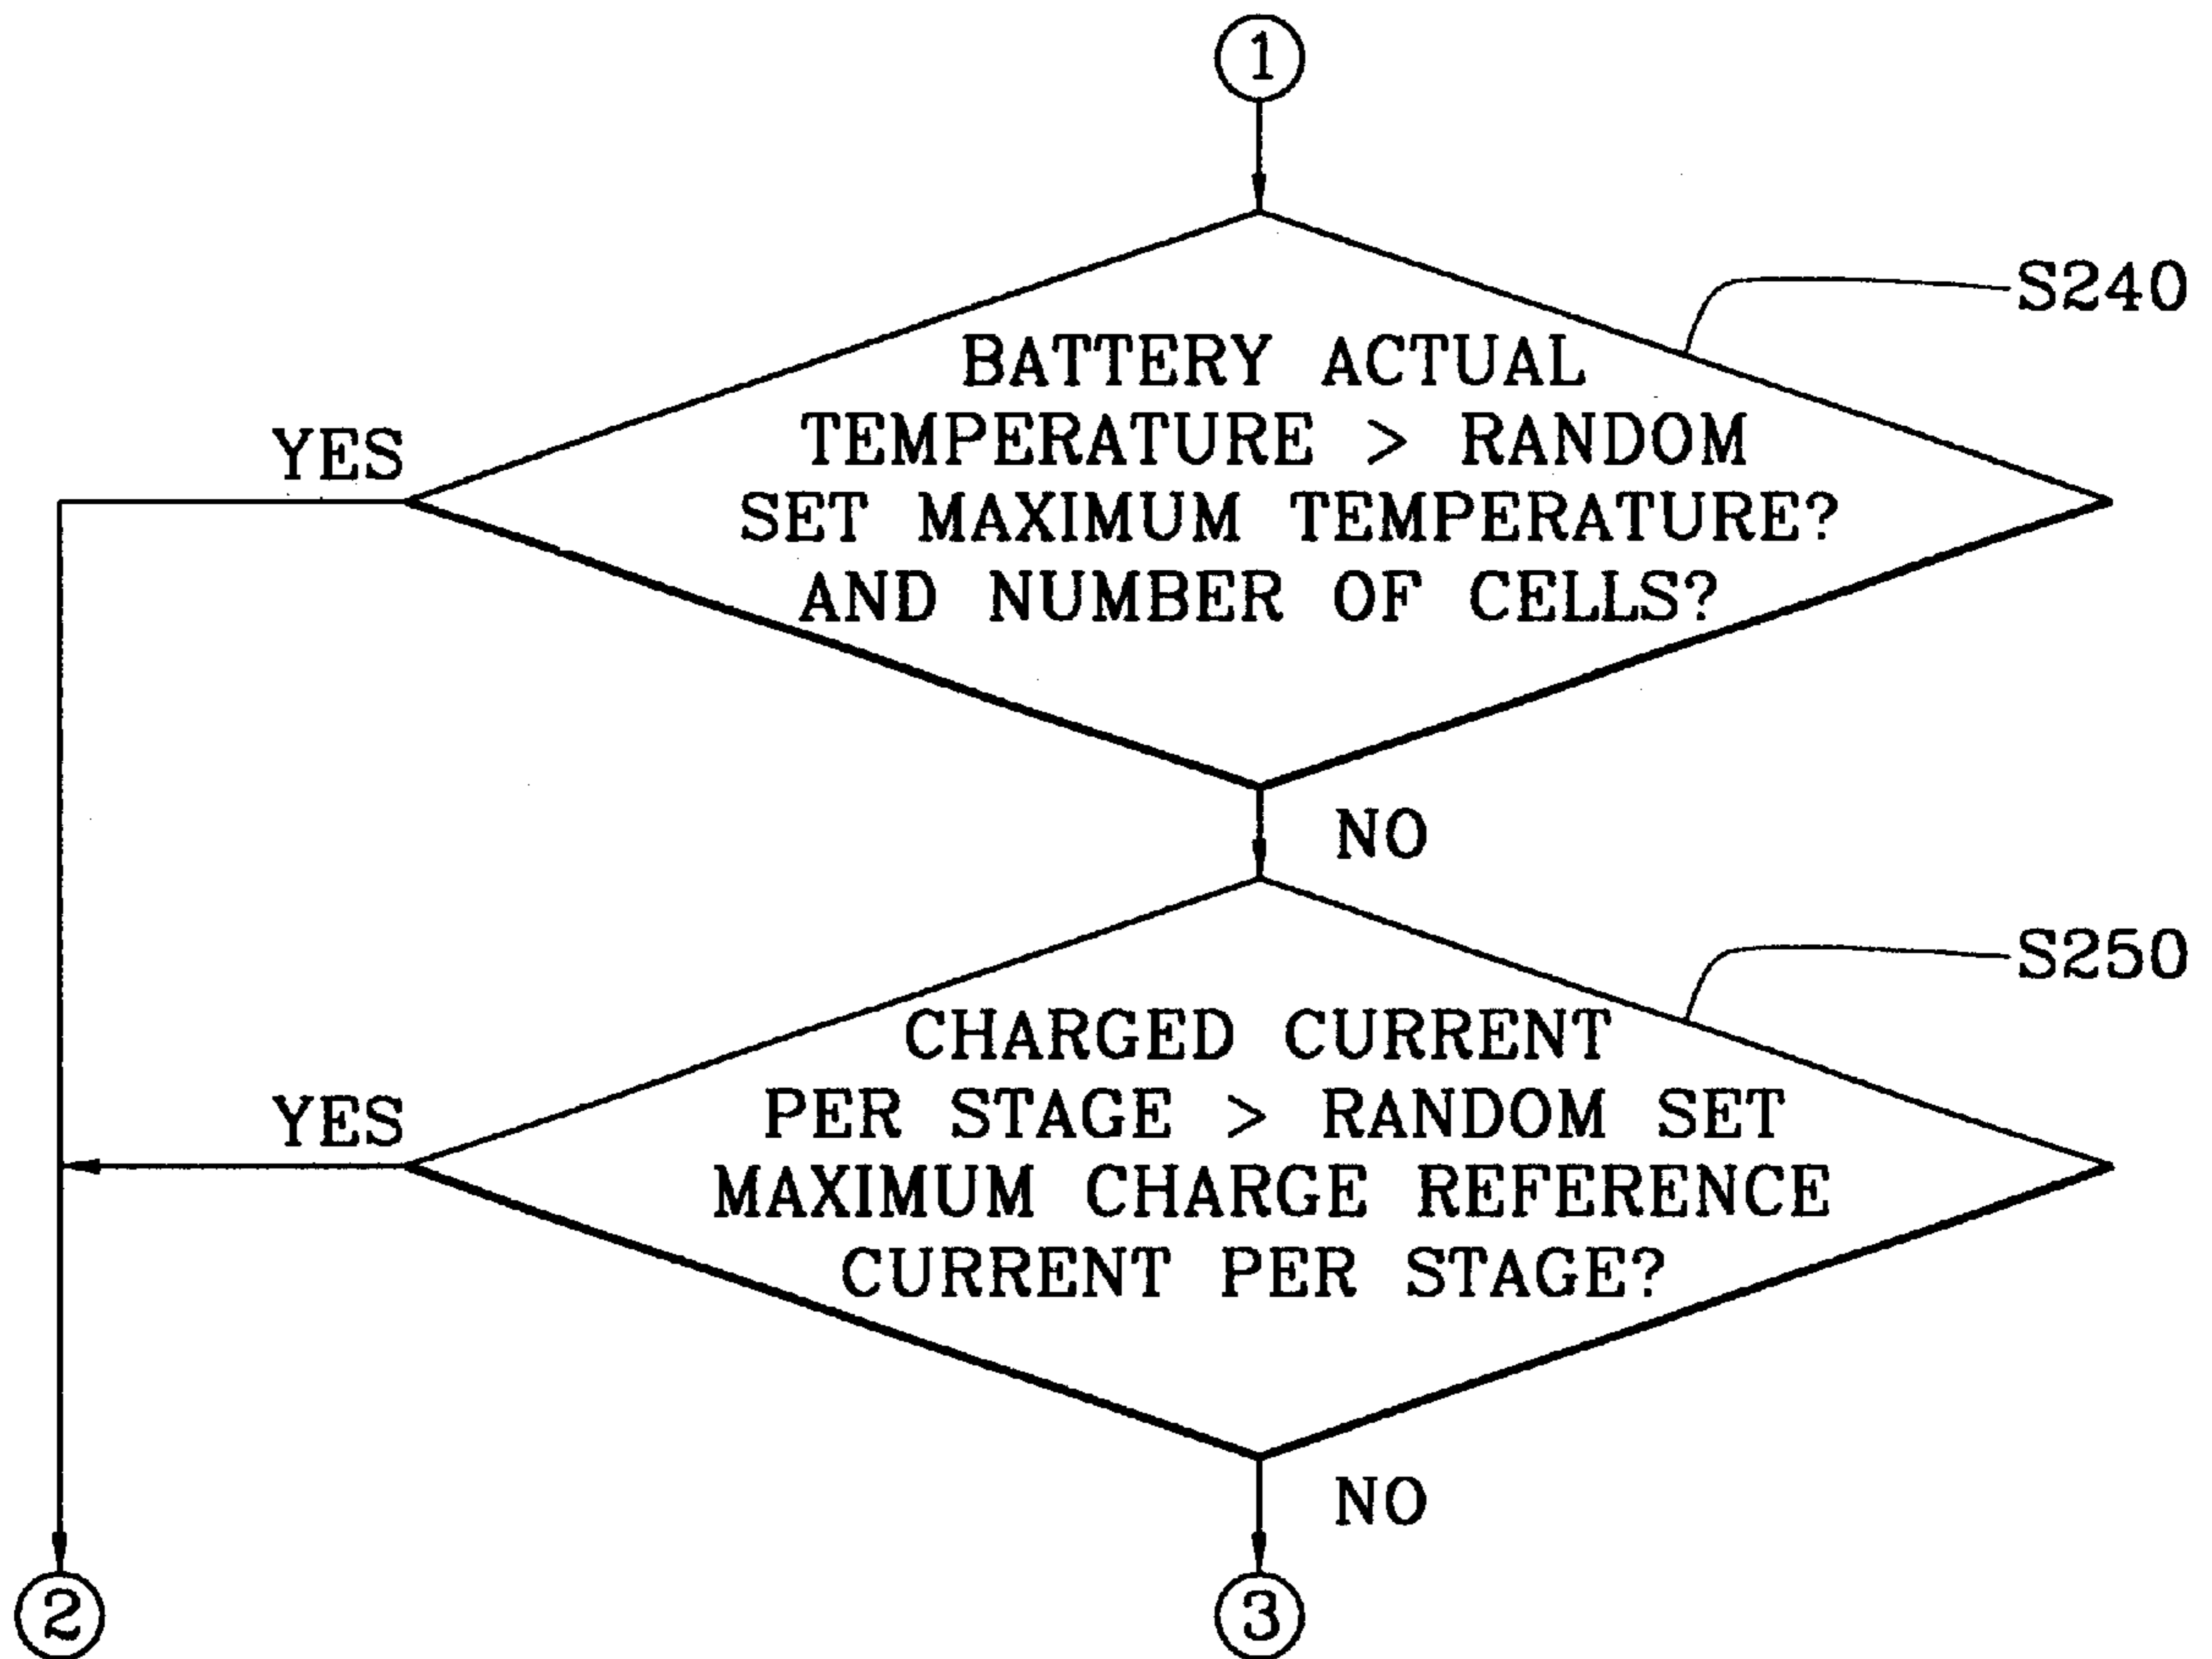 1
S240
BATTERY ACTUAL
TEMPERATURE > RANDOM
SET MAXIMUM TEMPERATURE?
AND NUMBER OF CELLS?
YES
NO
S250
CHARGED CURRENT
PER STAGE > RANDOM SET
MAXIMUM CHARGE REFERENCE
CURRENT PER STAGE?
YES
NO
2
3